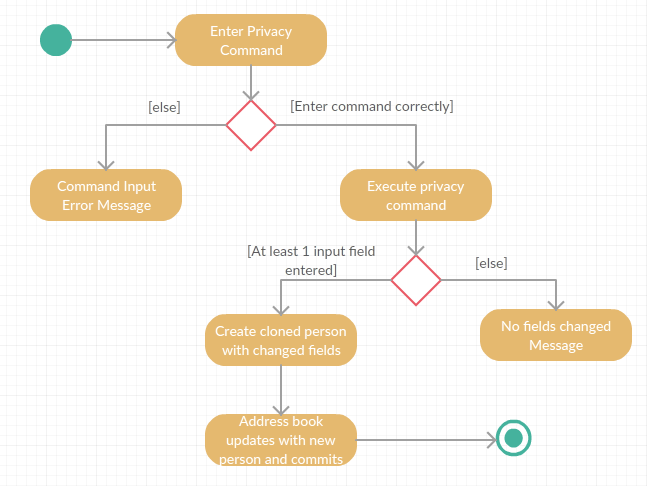 Enter Privacy
Command
[else]
[Enter command correctly]
Command Input
Error Message
Execute privacy
command
[At least 1 input field
entered]
[else]
Create cloned person
with changed fields
No fields changed
Message
Address book
updates with new
person and commits